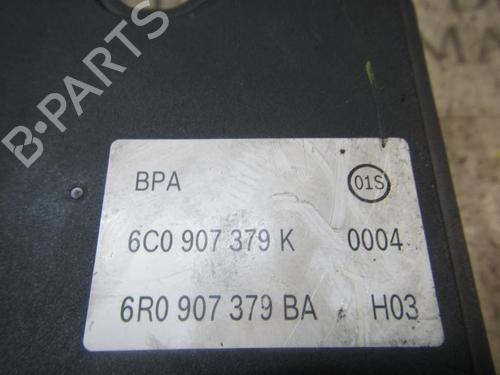 B-PARTS
BPA 01S
6C0 907 379 K 0004
6R0 907 379 BA H03